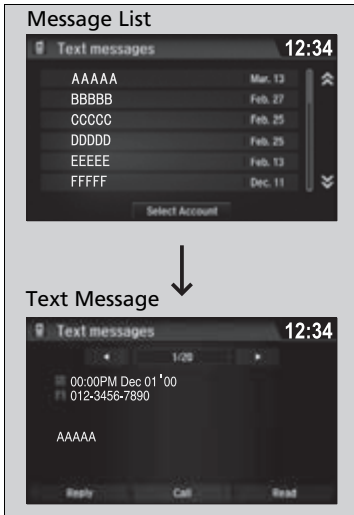 Message List
Text messages 12:34
AAAAA Mar. 13
BBBBB Feb. 27
CCCCC Feb. 25
DDDDD Feb. 25
EEEEE Feb. 13
FFFFF Dec. 11
Select Account
Text Message
Text messages 12:34
1/20
00:00PM Dec 01 '00
012-3456-7890
AAAAA
Reply Call Read